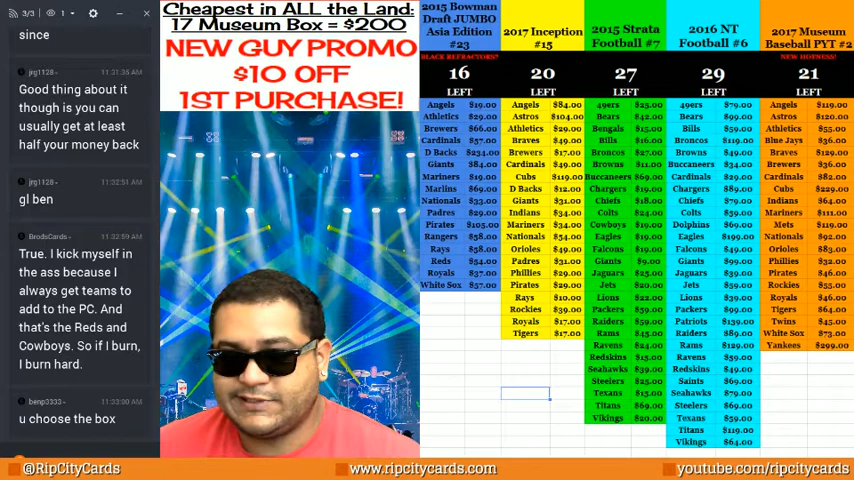 3/3 1
since
jrg1128 11:31:35 AM
Good thing about it
though is you can
usually get at least
half your money back
jrg1128 11:32:51 AM
gl ben
BrodsCards 11:32:59 AM
True. I kick myself in
the ass because I
always get teams to
add to the PC. And
that's the Reds and
Cowboys. So if I burn,
I burn hard.
benp3333 11:33:00 AM
u choose the box
Cheapest in ALL the Land:
17 Museum Box = $200
NEW GUY PROMO
$10 OFF
1ST PURCHASE!
2015 Bowman
Draft JUMBO
Asia Edition
#23
BLACK REFRACTORS?
16
LEFT
Angels $19.00
Athletics $29.00
Brewers $66.00
Cardinals $57.00
D Backs $234.00
Giants $84.00
Mariners $19.00
Marlins $69.00
Nationals $33.00
Padres $29.00
Pirates $105.00
Rangers $38.00
Rays $38.00
Reds $54.00
Royals $37.00
White Sox $57.00
2017 Inception
#15
20
LEFT
Angels $84.00
Astros $104.00
Athletics $29.00
Braves $49.00
Brewers $17.00
Cardinals $49.00
Cubs $119.00
D Backs $12.00
Giants $31.00
Indians $34.00
Mariners $34.00
Nationals $54.00
Orioles $49.00
Padres $31.00
Phillies $29.00
Rays $10.00
Rockies $39.00
Royals $17.00
Tigers $17.00
2015 Strata
Football #7
27
LEFT
49ers $25.00
Bears $42.00
Bengals $15.00
Bills $16.00
Broncos $27.00
Browns $11.00
Buccaneers $69.00
Chargers $19.00
Chiefs $18.00
Colts $24.00
Cowboys $29.00
Eagles $19.00
Falcons $19.00
Giants $9.00
Jaguars $25.00
Jets $20.00
Lions $22.00
Packers $59.00
Raiders $59.00
Rams $45.00
Ravens $24.00
Redskins $15.00
Seahawks $39.00
Steelers $25.00
Texans $15.00
Titans $69.00
Vikings $20.00
2016 NT
Football #6
29
LEFT
49ers $79.00
Bears $99.00
Bills $59.00
Broncos $119.00
Browns $49.00
Buccaneers $34.00
Cardinals $29.00
Chargers $89.00
Chiefs $79.00
Colts $59.00
Cowboys $219.00
Eagles $199.00
Falcons $49.00
Giants $99.00
Jaguars $39.00
Jets $59.00
Lions $39.00
Packers $99.00
Patriots $139.00
Raiders $89.00
Rams $129.00
Ravens $59.00
Redskins $49.00
Saints $69.00
Seahawks $79.00
Steelers $69.00
Texans $59.00
Titans $119.00
Vikings $64.00
2017 Museum
Baseball PYT #2
NEW HOTNESS!
21
LEFT
Angels $119.00
Astros $120.00
Athletics $55.00
Blue Jays $36.00
Braves $129.00
Brewers $36.00
Cardinals $82.00
Cubs $229.00
Indians $64.00
Mariners $111.00
Mets $119.00
Nationals $92.00
Orioles $83.00
Phillies $32.00
Pirates $46.00
Rockies $55.00
Royals $46.00
Tigers $64.00
Twins $45.00
White Sox $73.00
Yankees $299.00
@RipCityCards
www.ripcitycards.com
youtube.com/ripcitycards